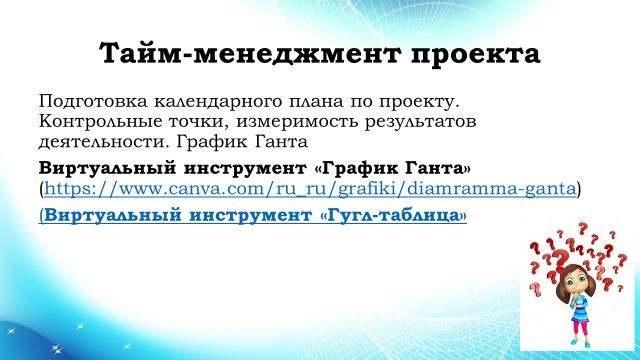 Тайм-менеджмент проекта
Подготовка календарного плана по проекту.
Контрольные точки, измеримость результатов
деятельности. График Ганта
Виртуальный инструмент «График Ганта»
(https://www.canva.com/ru_ru/grafiki/diamramma-ganta)
(Виртуальный инструмент «Гугл-таблица»